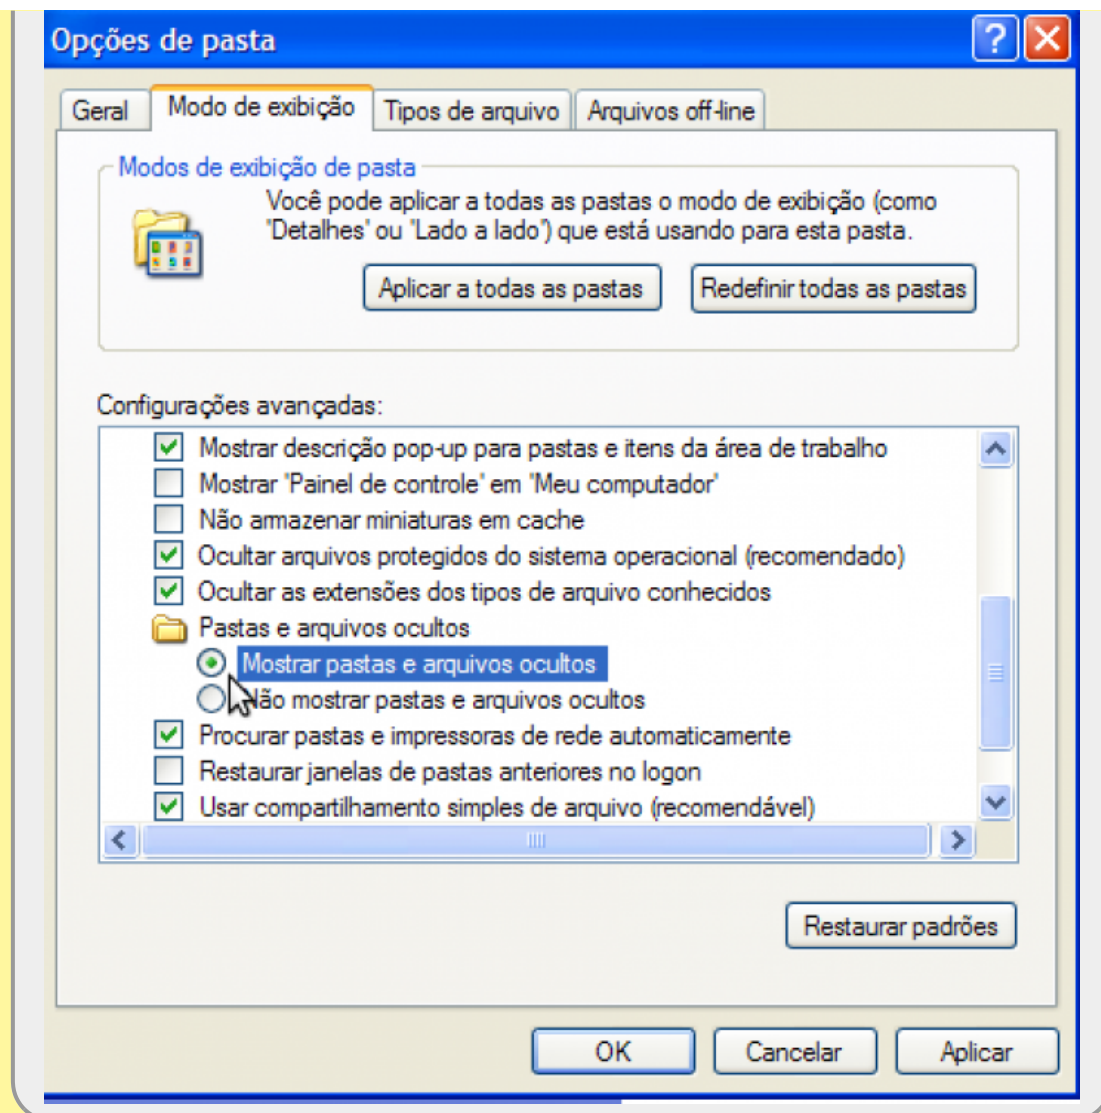 Opções de pasta
Geral
Modo de exibição
Tipos de arquivo
Arquivos off-line
Modos de exibição de pasta
Você pode aplicar a todas as pastas o modo de exibição (como
'Detalhes' ou 'Lado a lado') que está usando para esta pasta.
Aplicar a todas as pastas
Redefinir todas as pastas
Configurações avançadas:
Mostrar descrição pop-up para pastas e itens da área de trabalho
Mostrar 'Painel de controle' em 'Meu computador'
Não armazenar miniaturas em cache
Ocultar arquivos protegidos do sistema operacional (recomendado)
Ocultar as extensões dos tipos de arquivo conhecidos
Pastas e arquivos ocultos
Mostrar pastas e arquivos ocultos
Não mostrar pastas e arquivos ocultos
Procurar pastas e impressoras de rede automaticamente
Restaurar janelas de pastas anteriores no logon
Usar compartilhamento simples de arquivo (recomendável)
Restaurar padrões
OK
Cancelar
Aplicar